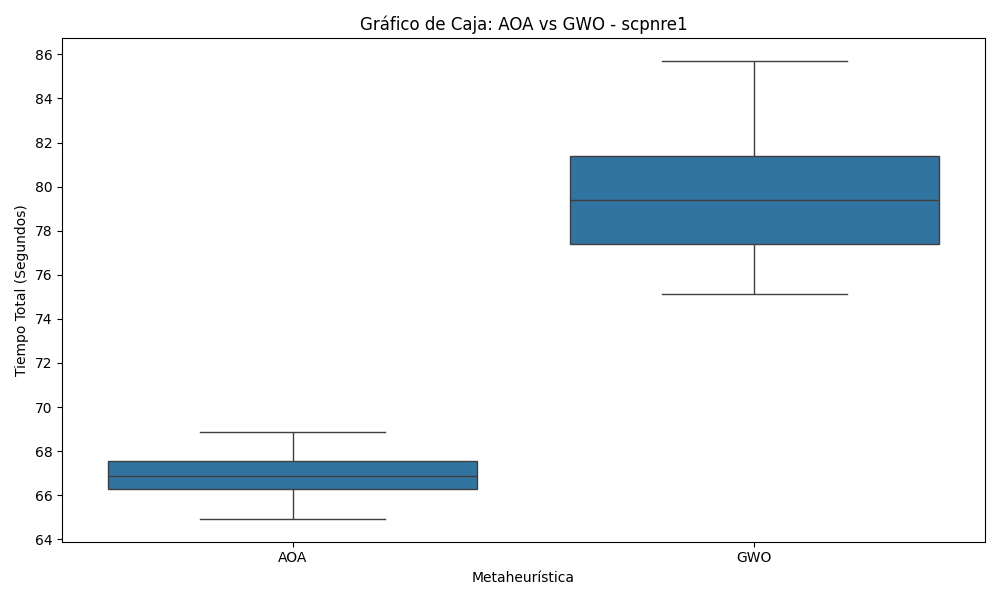 Gráfico de Caja: AOA vs GWO - scpnre1
Tiempo Total (Segundos)
86
84
82
80
78
76
74
72
70
68
66
64
AOA
GWO
Metaheurística